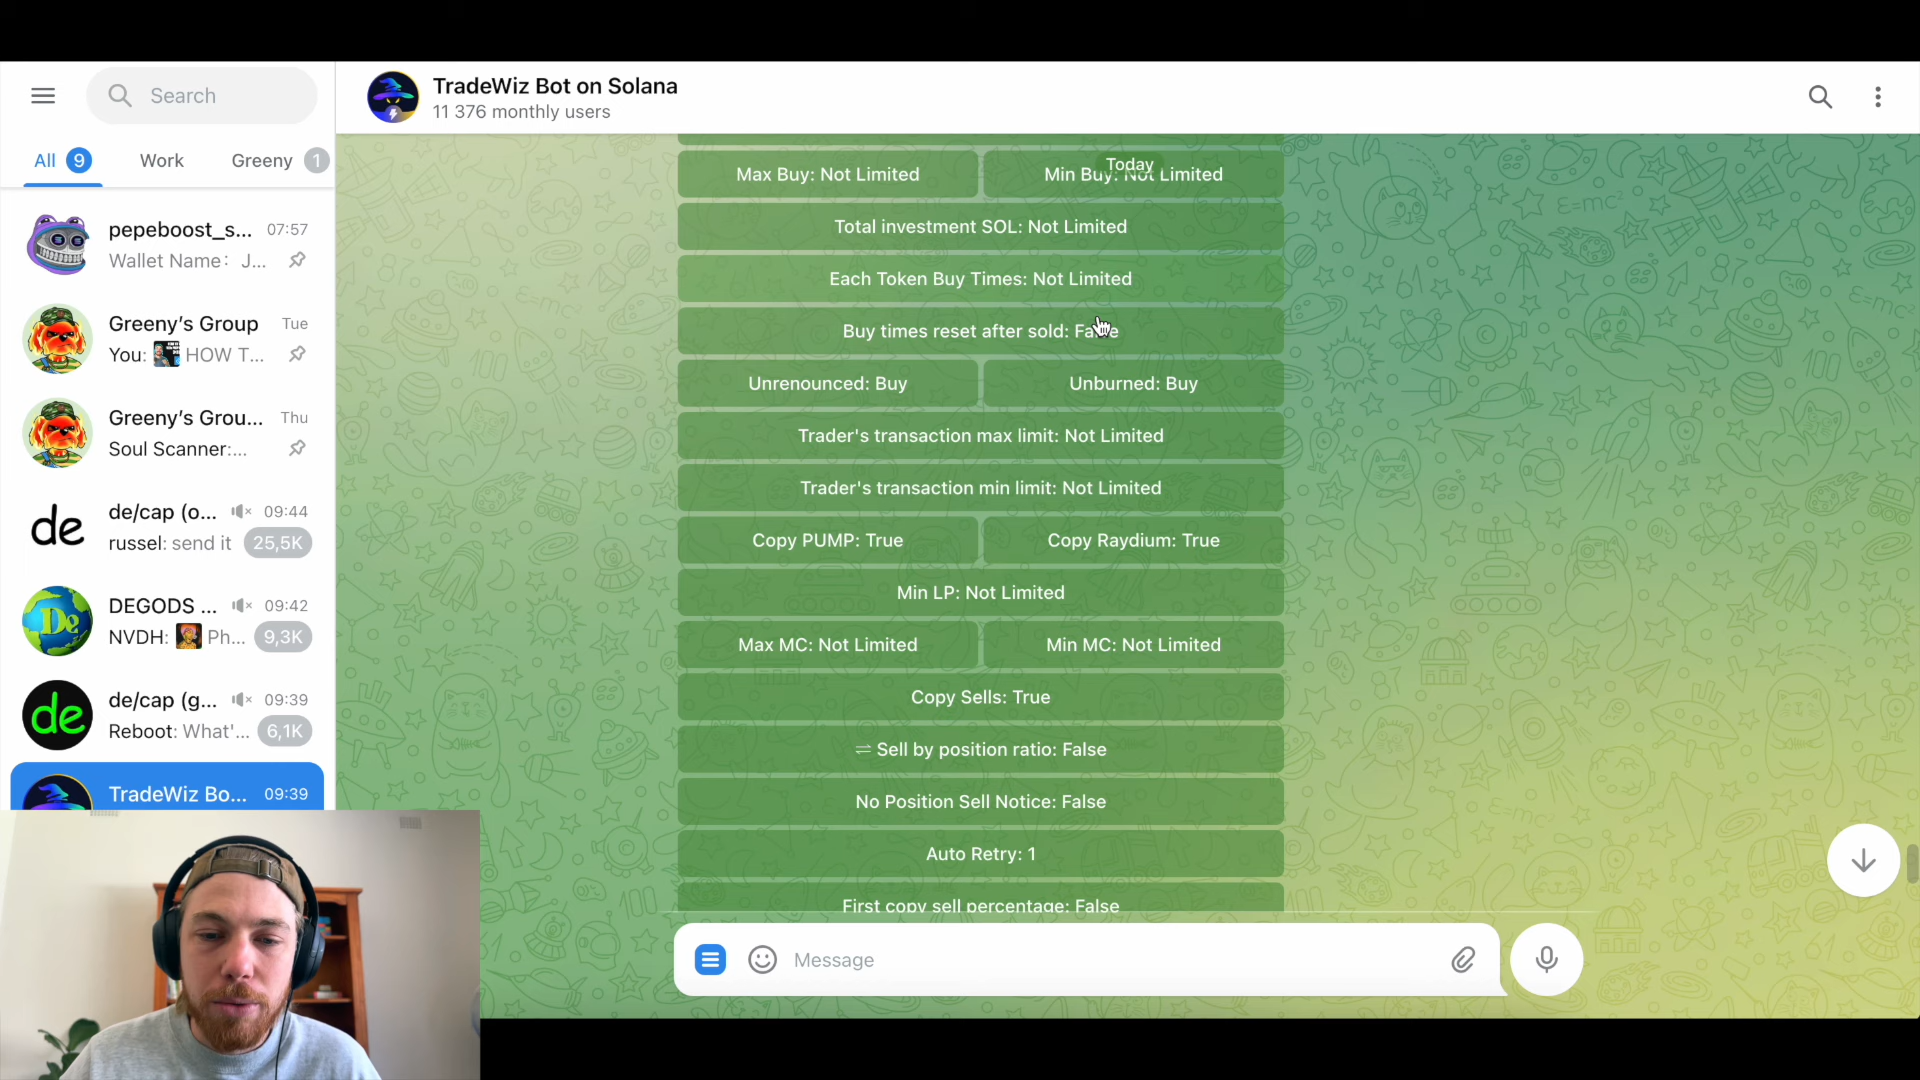 Search
TradeWiz Bot on Solana
11 376 monthly users
All 9
Work
Greeny 1
pepeboost_s... 07:57
Wallet Name: J...
Greeny's Group Tue
You: HOW T...
Greeny's Grou... Thu
Soul Scanner:...
de/cap (o... 09:44
russel: send it 25,5K
DEGODS ... 09:42
NVDH: Ph... 9,3K
de/cap (g... 09:39
Reboot: What'... 6,1K
TradeWiz Bo... 09:39
de
De
de
Today
Max Buy: Not Limited
Min Buy: Not Limited
Total investment SOL: Not Limited
Each Token Buy Times: Not Limited
Buy times reset after sold: False
Unrenounced: Buy
Unburned: Buy
Trader's transaction max limit: Not Limited
Trader's transaction min limit: Not Limited
Copy PUMP: True
Copy Raydium: True
Min LP: Not Limited
Max MC: Not Limited
Min MC: Not Limited
Copy Sells: True
⇌ Sell by position ratio: False
No Position Sell Notice: False
Auto Retry: 1
First copy sell percentage: False
Message